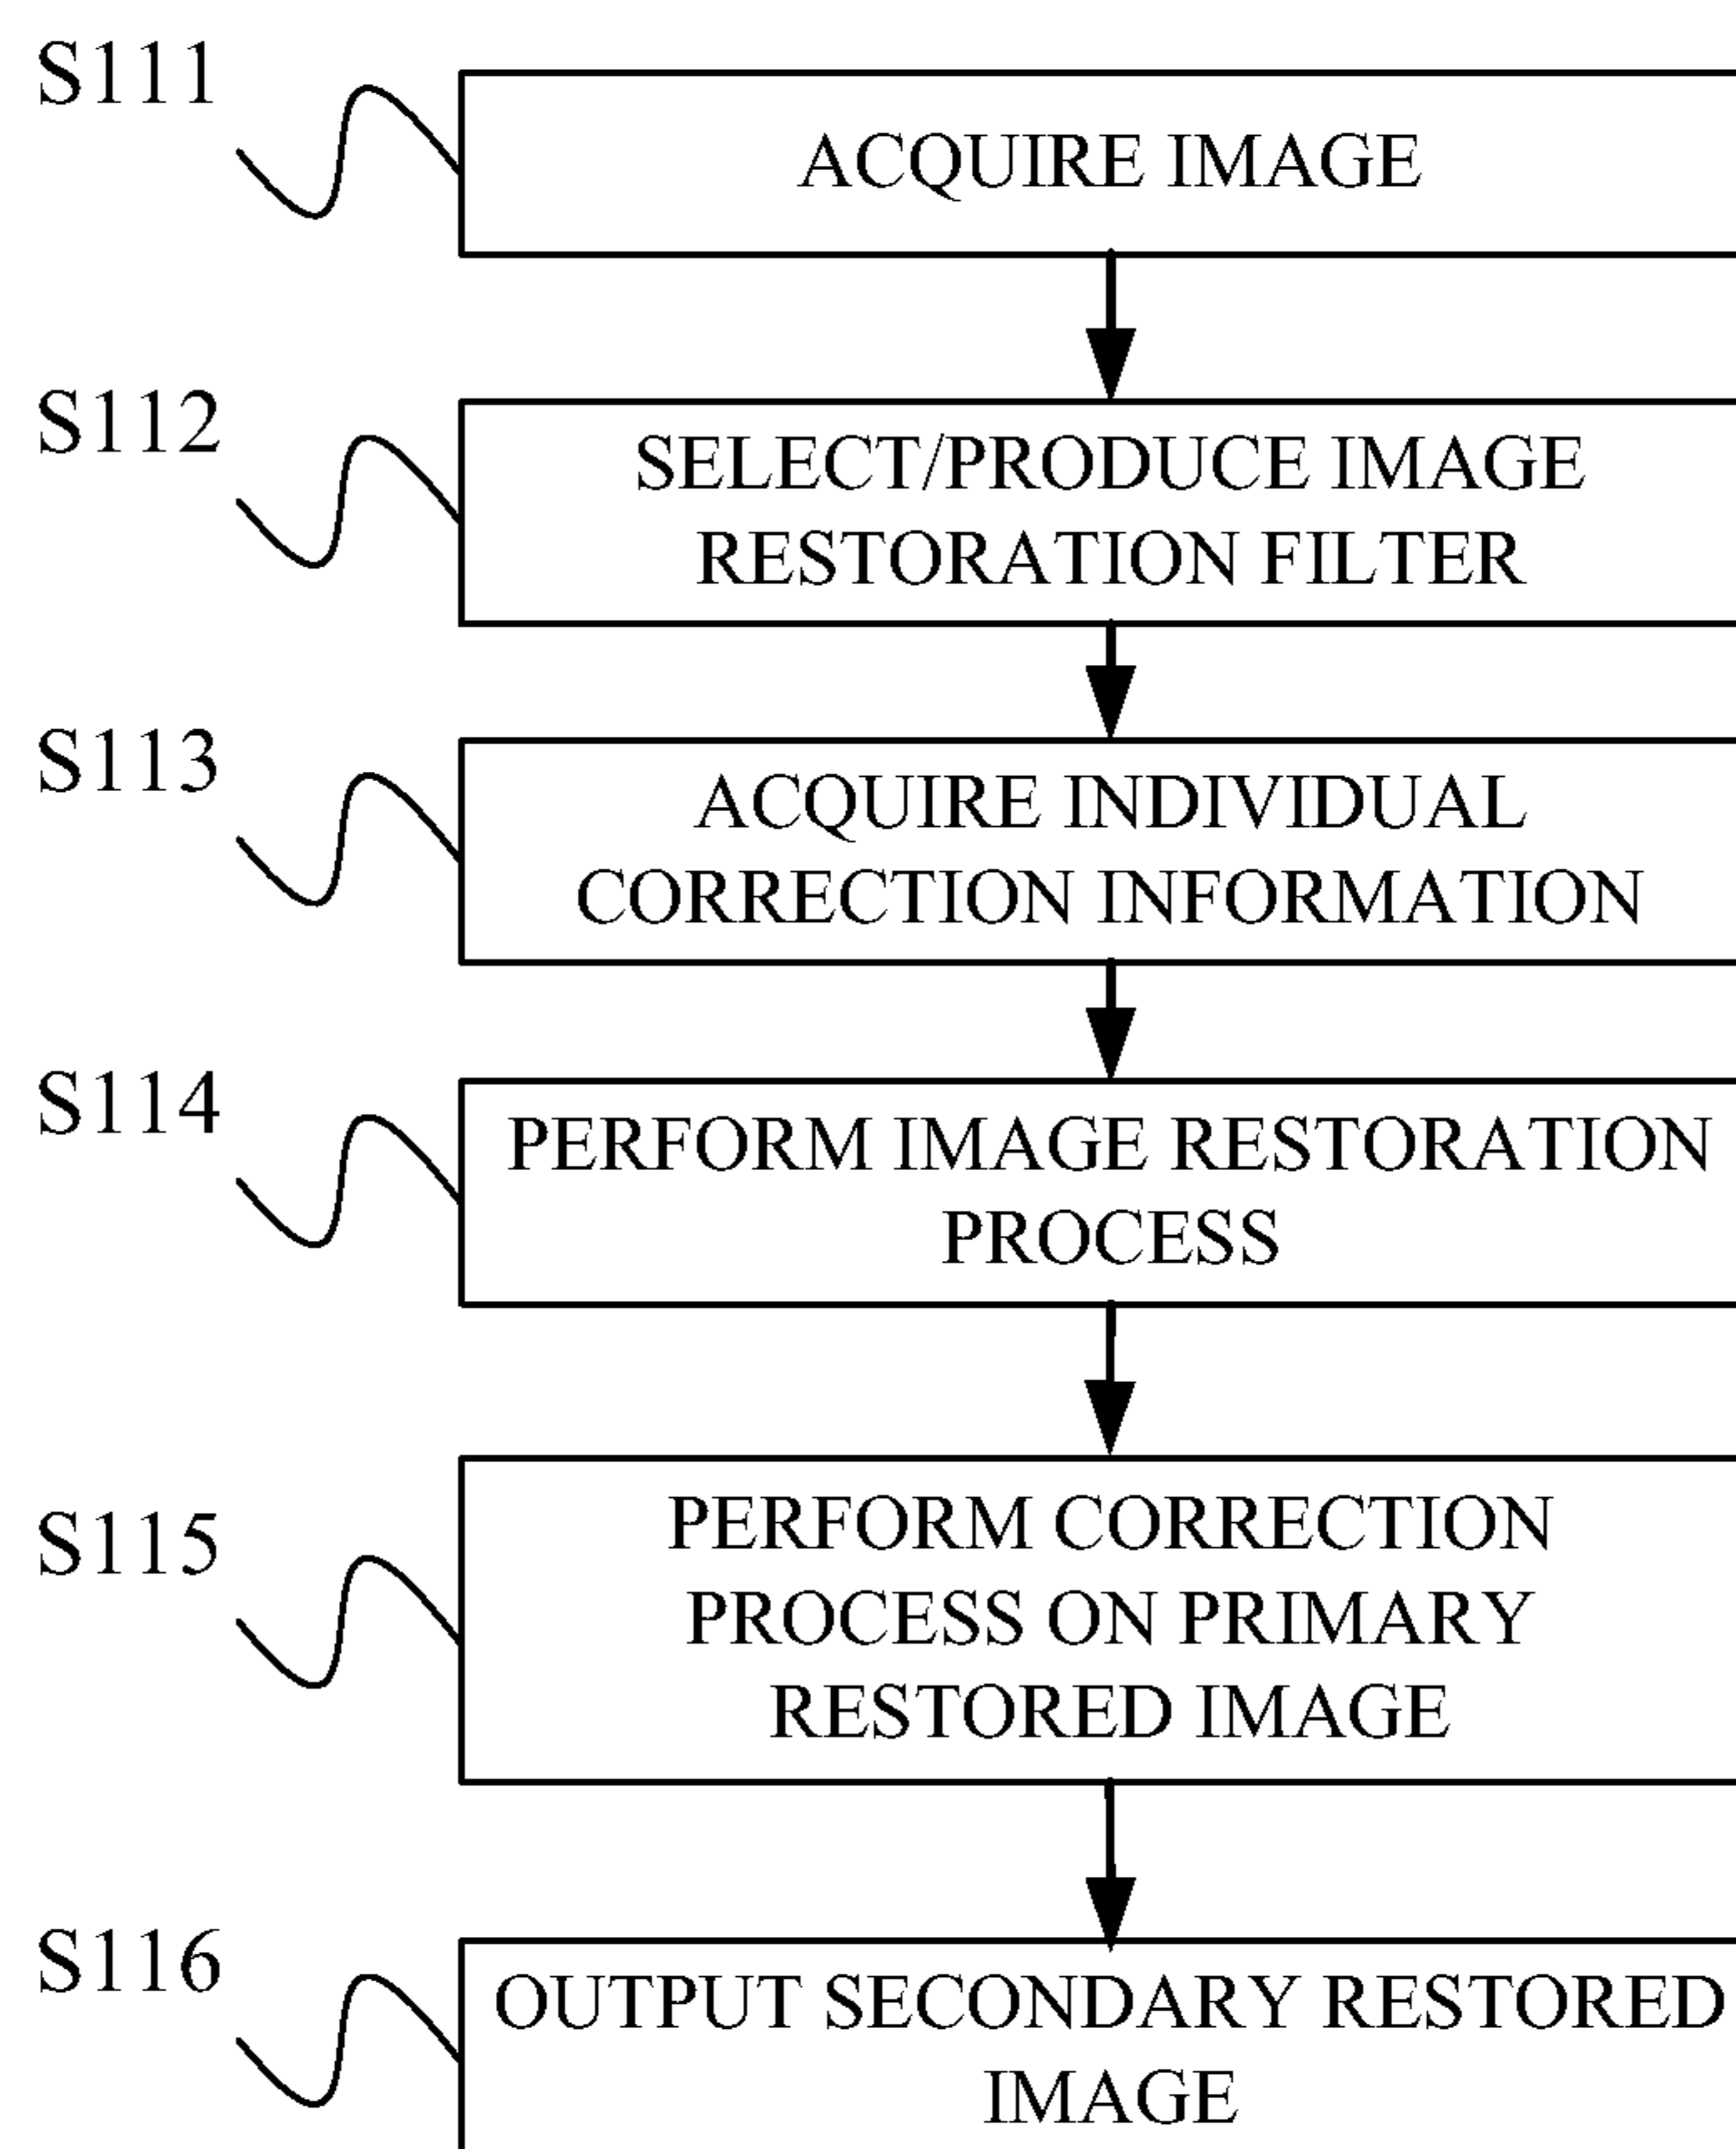 S111
ACQUIRE IMAGE
S112
SELECT/PRODUCE IMAGE
RESTORATION FILTER
S113
ACQUIRE INDIVIDUAL
CORRECTION INFORMATION
S114
PERFORM IMAGE RESTORATION
PROCESS
S115
PERFORM CORRECTION
PROCESS ON PRIMARY
RESTORED IMAGE
S116
OUTPUT SECONDARY RESTORED
IMAGE